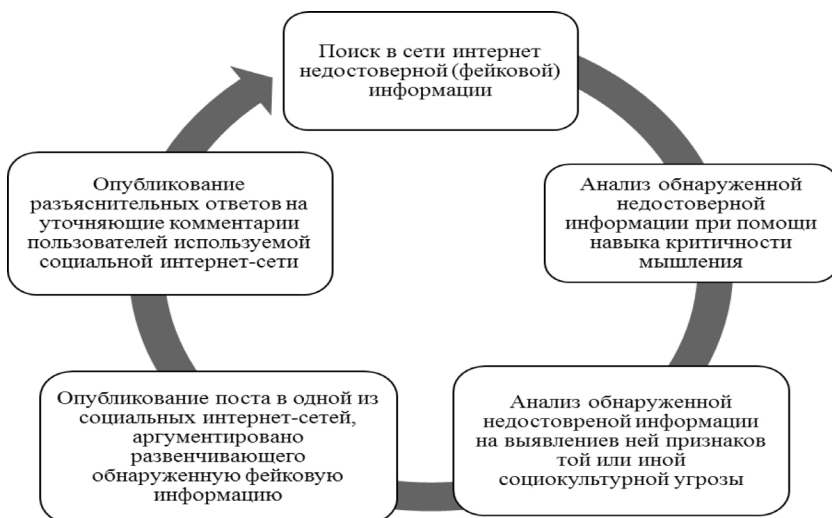 Поиск в сети интернет
недостоверной (фейковой)
информации
Анализ обнаруженной
недостоверной
информации при помощи
навыка критичности
мышления
Анализ обнаруженной
недостовреной информации
на выявлениев ней признаков
той или иной
социокультурной угрозы
Опубликование поста в одной из
социальных интернет-сетей,
аргументировано
развенчивающего
обнаруженную фейковую
информацию
Опубликование
разъяснительных ответов на
уточняющие комментарии
пользователей используемой
социальной интернет-сети